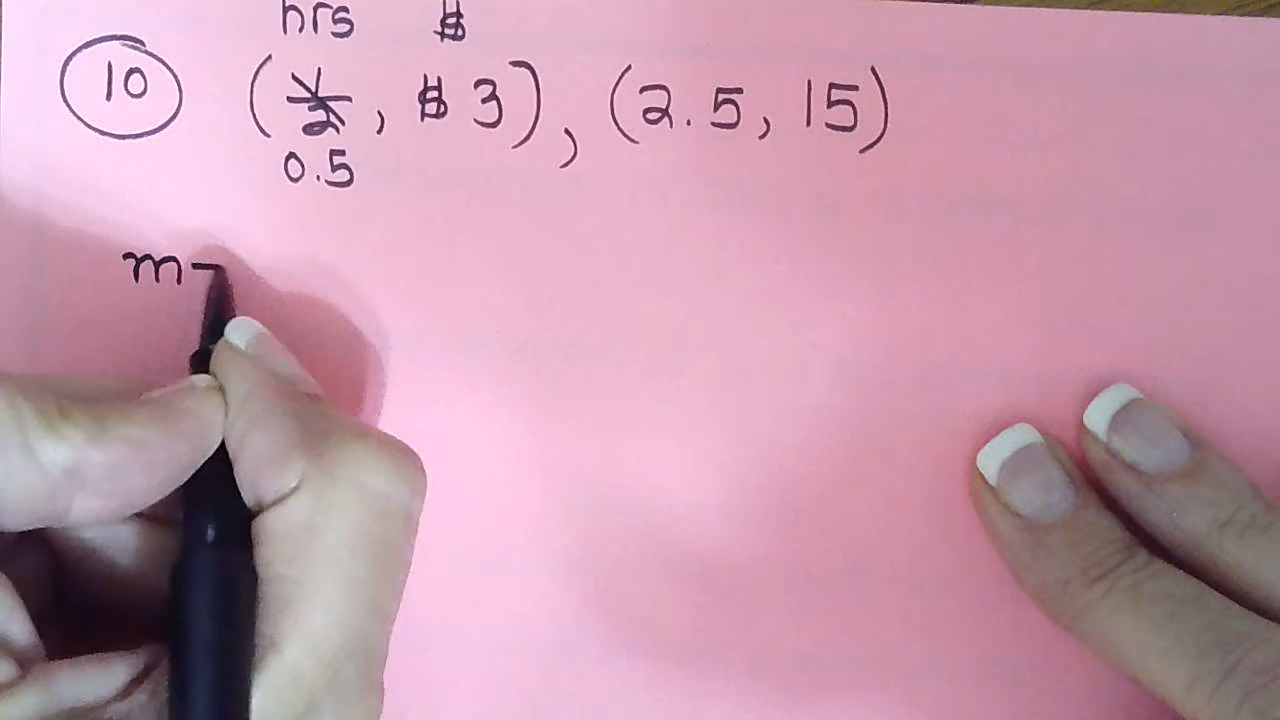 hrs $
10 (1/2, $ 3), (2.5, 15)
0.5
m-